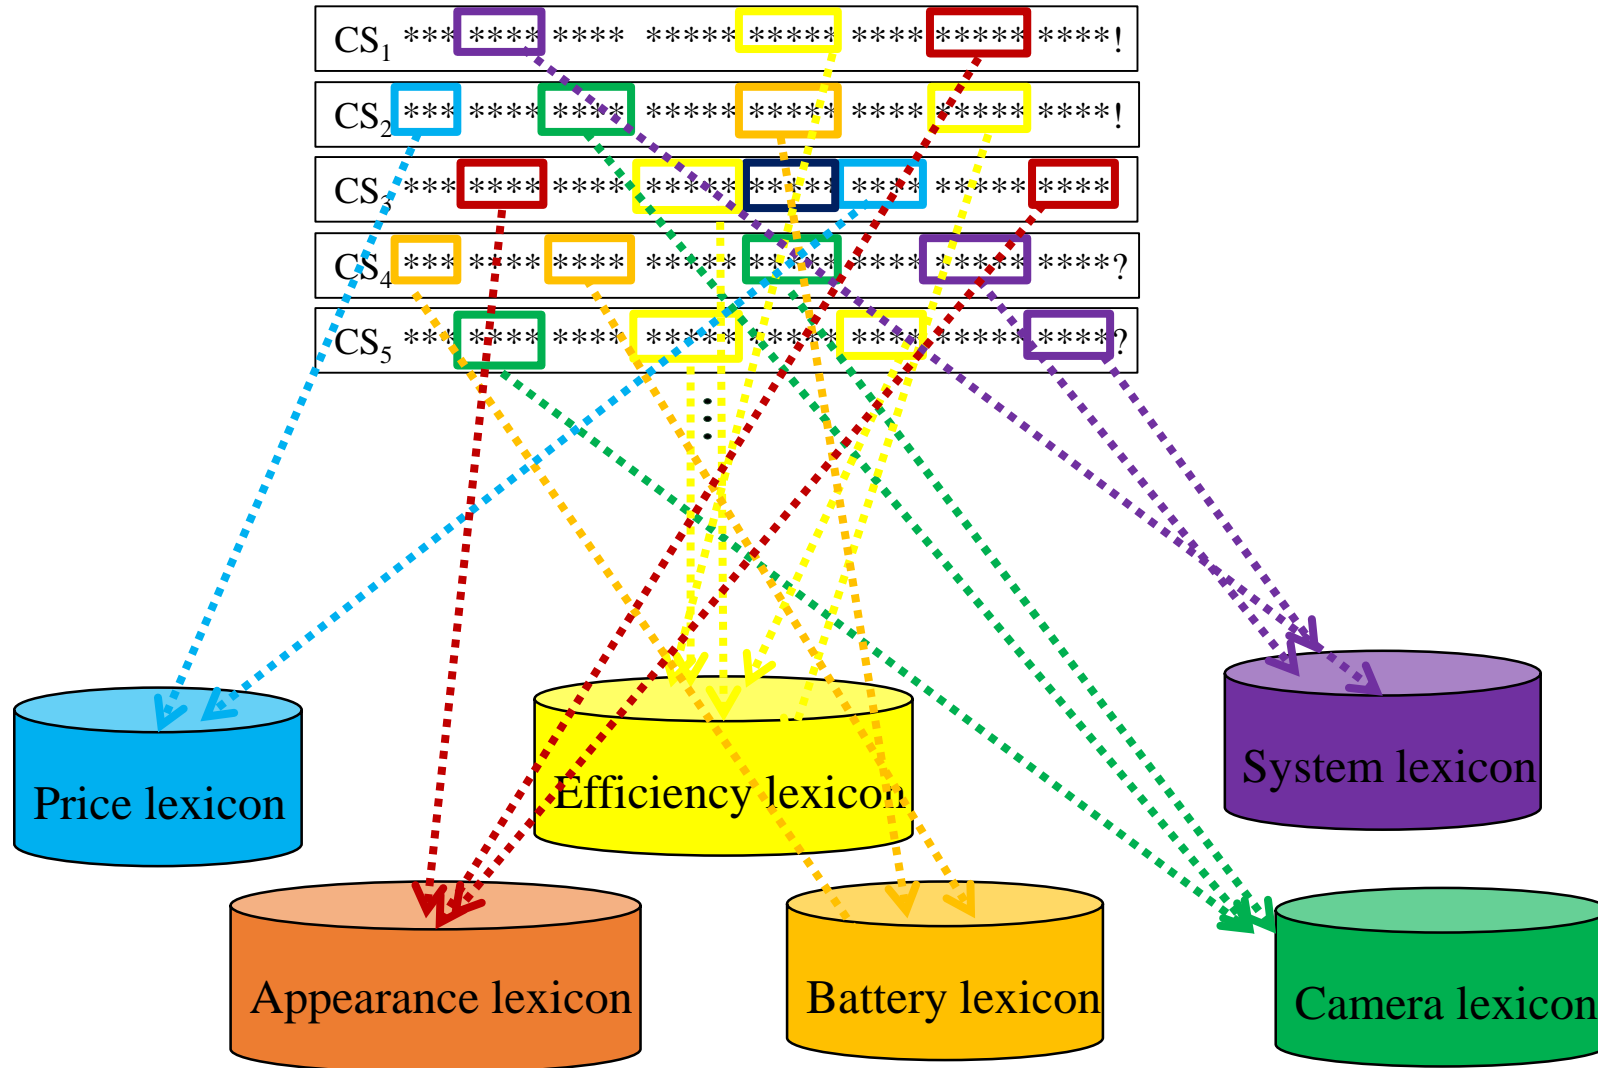 CS1 *** **** **** ***** ***** **** ***** ****!
CS2 *** **** **** ***** ***** **** ***** ****!
CS3 *** **** **** ***** ***** **** ***** ****
CS4 *** **** **** ***** ***** **** ***** ****?
CS5 *** **** **** ***** ***** **** ***** ****?
System lexicon
Price lexicon
Efficiency lexicon
Appearance lexicon
Battery lexicon
Camera lexicon